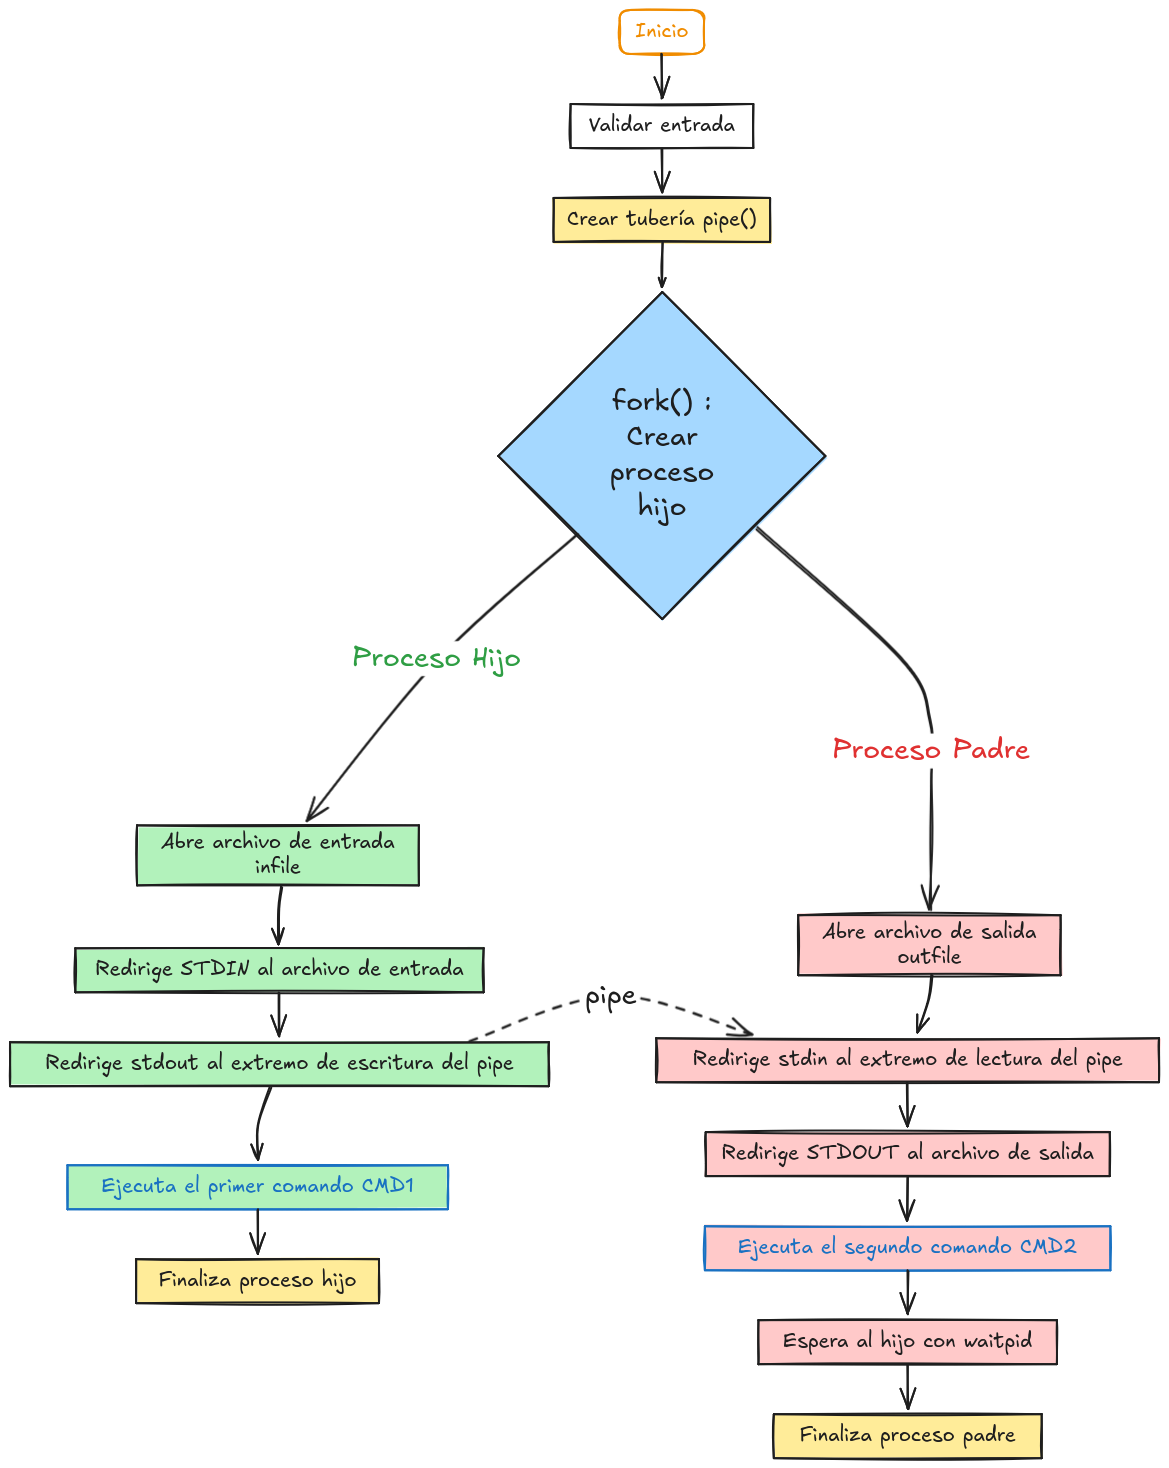 Inicio
Validar entrada
Crear tubería pipe()
fork() :
Crear
proceso
hijo
Proceso Hijo
Proceso Padre
Abre archivo de entrada
infile
Redirige STDIN al archivo de entrada
Redirige stdout al extremo de escritura del pipe
Ejecuta el primer comando CMD1
Finaliza proceso hijo
pipe
Abre archivo de salida
outfile
Redirige stdin al extremo de lectura del pipe
Redirige STDOUT al archivo de salida
Ejecuta el segundo comando CMD2
Espera al hijo con waitpid
Finaliza proceso padre